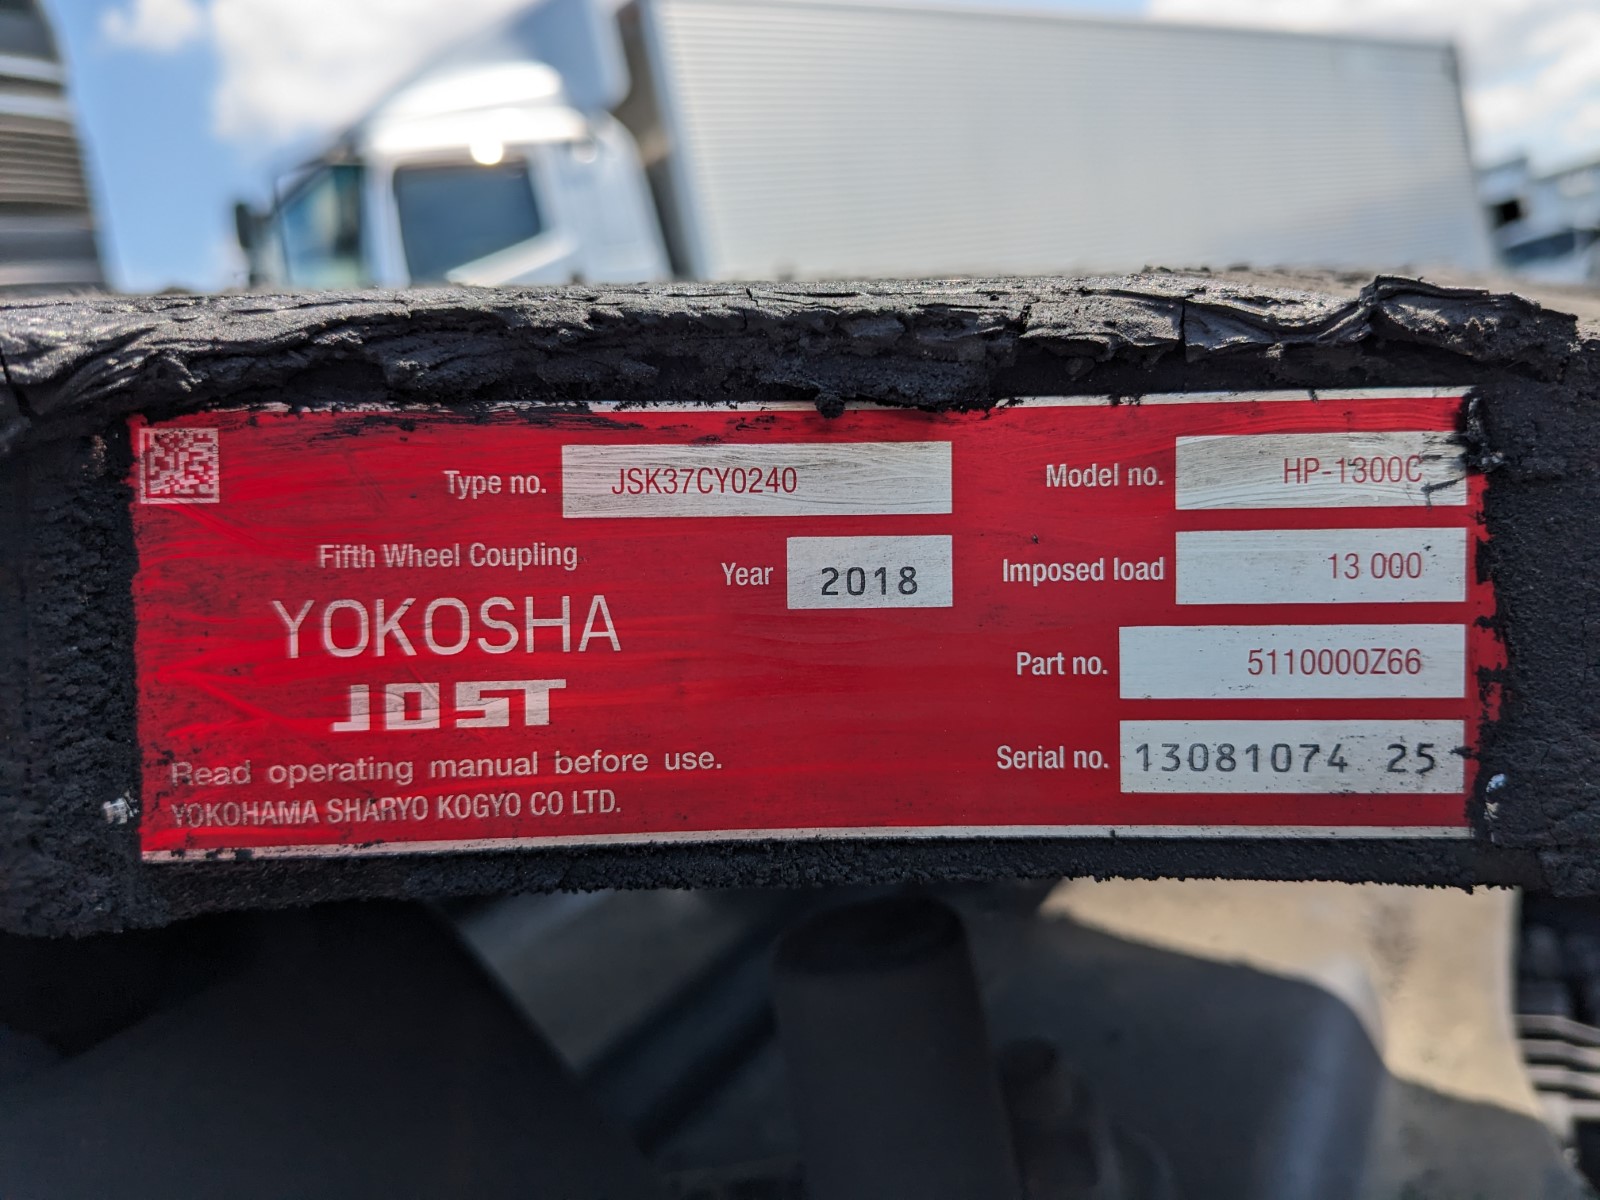 Type no. JSK37CY0240
Model no. HP-1300C
Fifth Wheel Coupling
Year 2018
Imposed load 13 000
YOKOSHA
JOST
Part no. 5110000Z66
Read operating manual before use.
Serial no. 13081074 25
YOKOHAMA SHARYO KOGYO CO LTD.